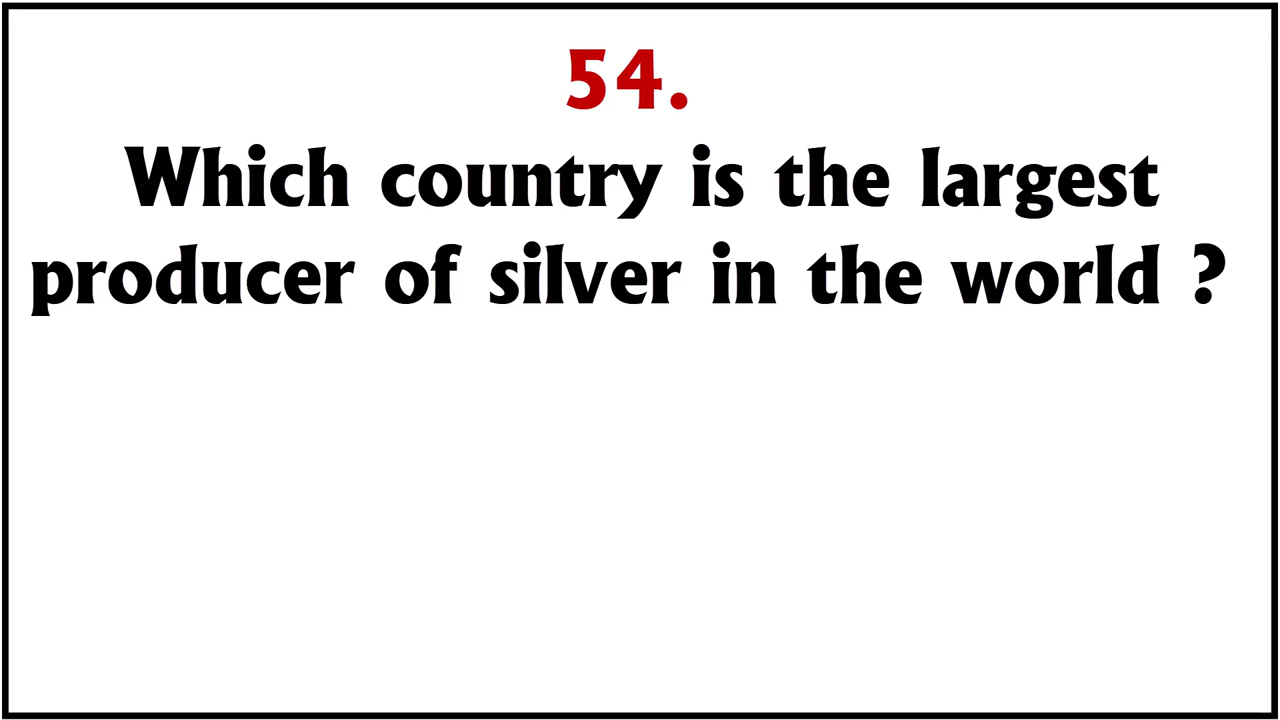 54.
Which country is the largest
producer of silver in the world ?